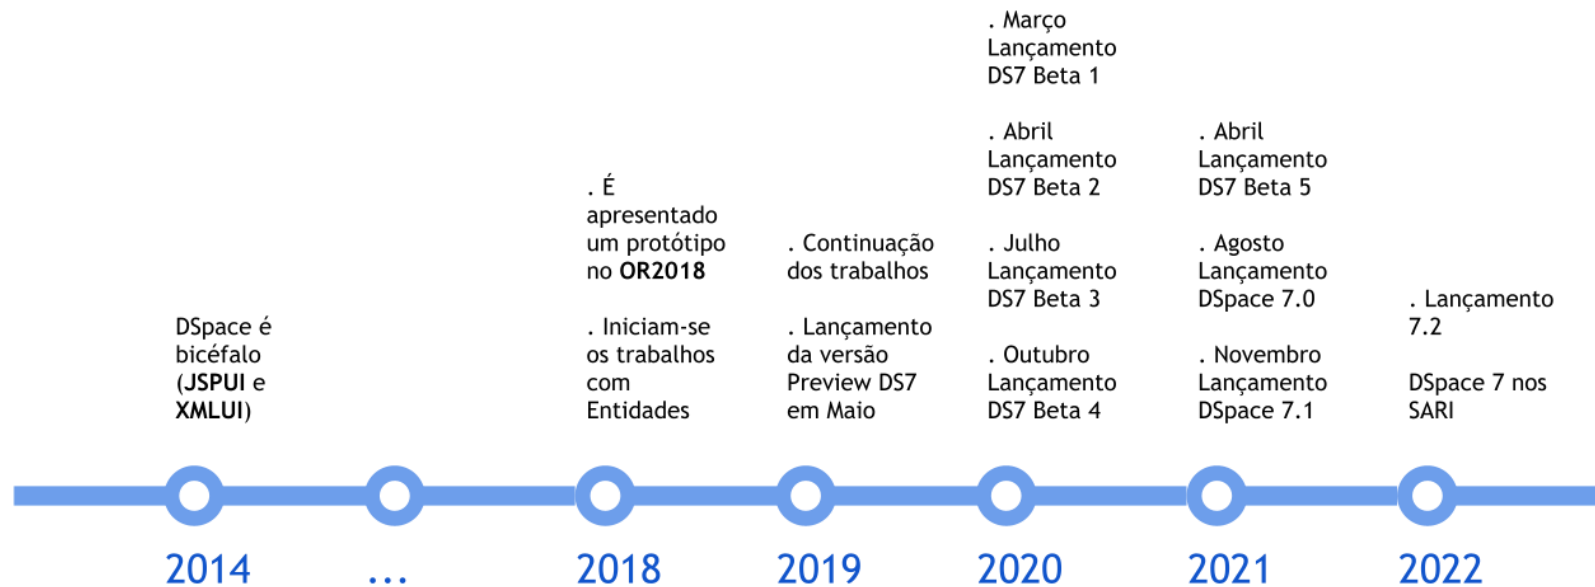 DSpace é
bicéfalo
(JSPUI e
XMLUI)
. É
apresentado
um protótipo
no OR2018
. Iniciam-se
os trabalhos
com
Entidades
. Continuação
dos trabalhos
. Lançamento
da versão
Preview DS7
em Maio
. Março
Lançamento
DS7 Beta 1
. Abril
Lançamento
DS7 Beta 2
. Julho
Lançamento
DS7 Beta 3
. Outubro
Lançamento
DS7 Beta 4
. Abril
Lançamento
DS7 Beta 5
. Agosto
Lançamento
DSpace 7.0
. Novembro
Lançamento
DSpace 7.1
. Lançamento
7.2
DSpace 7 nos
SARI
2014
...
2018
2019
2020
2021
2022